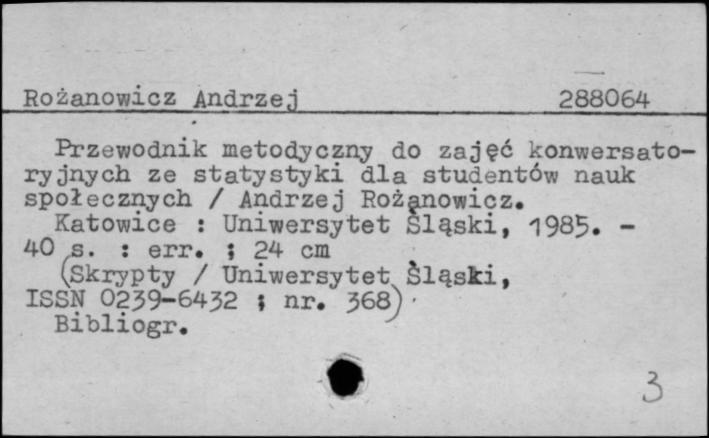 Rożanowicz Andrzej 288064
Przewodnik metodyczny do zajęć konwersato-
ryjnych ze statystyki dla studentów nauk
społecznych / Andrzej Rożanowicz.
Katowice : Uniwersytet Śląski, 1985. -
40 s. : err. ; 24 cm
(Skrypty / Uniwersytet Śląski,
ISSN 0239-6432 ; nr. 368)
Bibliogr.
3